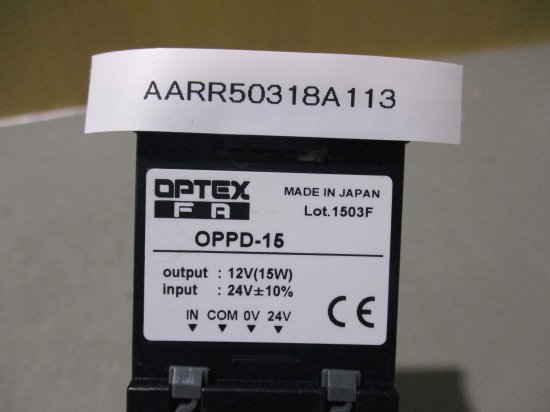 AARR50318A113
OPTEX
FA
MADE IN JAPAN
Lot.1503F
OPPD-15
output : 12V(15W)
input : 24V±10%
CE
IN COM 0V 24V